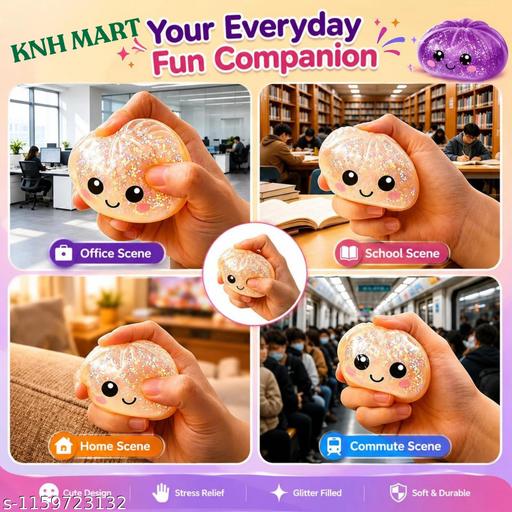 KNH MART
Your Everyday
Fun Companion
Office Scene
School Scene
Home Scene
Commute Scene
Cute Design
Stress Relief
Glitter Filled
Soft & Durable
s-1159723132